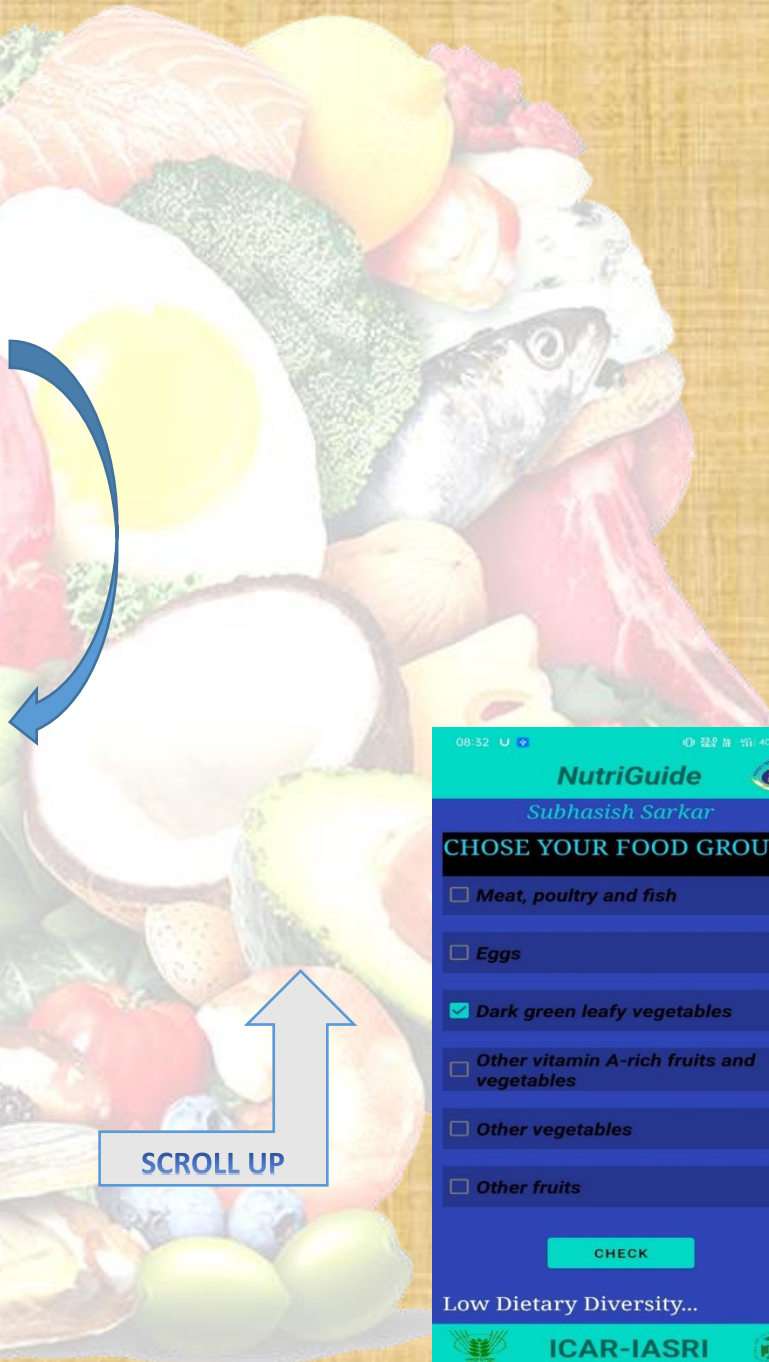 08:32
NutriGuide
Subhasish Sarkar
CHOSE YOUR FOOD GROU
Meat, poultry and fish
Eggs
Dark green leafy vegetables
Other vitamin A-rich fruits and
vegetables
Other vegetables
SCROLL UP
Other fruits
CHECK
Low Dietary Diversity...
ICAR-IASRI